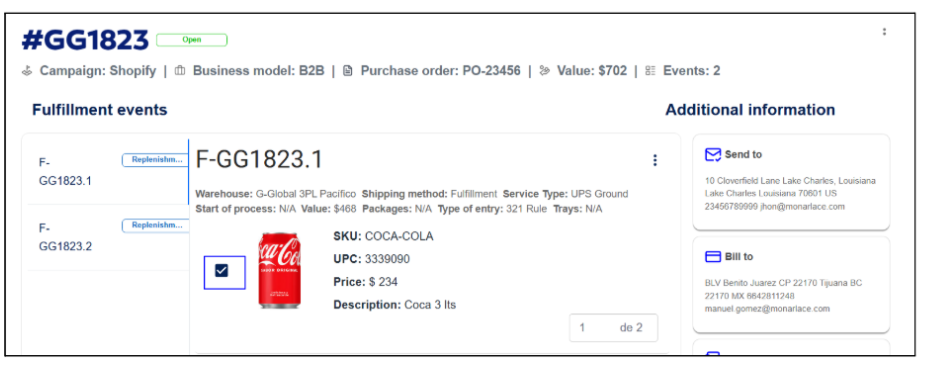 #GG1823 Open
Campaign: Shopify | Business model: B2B | Purchase order: PO-23456 | Value: $702 | Events: 2
Fulfillment events
F-
GG1823.1
Replenishm...
F-
GG1823.2
Replenishm...
F-GG1823.1
Warehouse: G-Global 3PL Pacífico Shipping method: Fulfillment Service Type: UPS Ground
Start of process: N/A Value: $468 Packages: N/A Type of entry: 321 Rule Trays: N/A
Coca-Cola
SABOR ORIGINAL
SKU: COCA-COLA
UPC: 3339090
Price: $ 234
Description: Coca 3 lts
1 de 2
Additional information
Send to
10 Cloverfield Lane Lake Charles, Louisiana
Lake Charles Louisiana 70601 US
23456789999 jhon@monarlace.com
Bill to
BLV Benito Juarez CP 22170 Tijuana BC
22170 MX 6642811248
manuel.gomez@monarlace.com